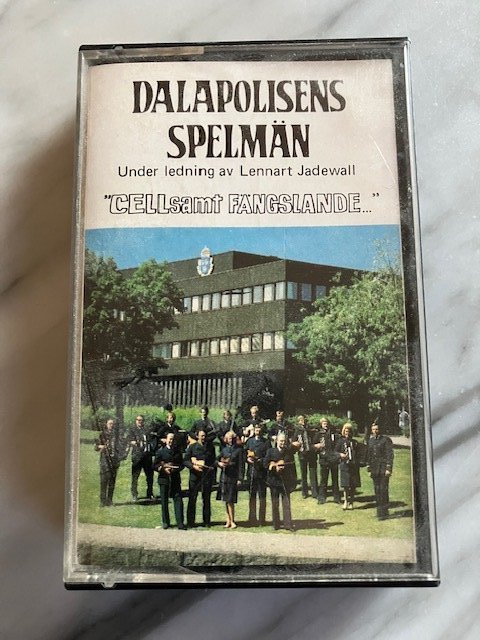 DALAPOLISENS
SPELMÄN
Under ledning av Lennart Jadewall
"CELLsamt FÄNGSLANDE..."